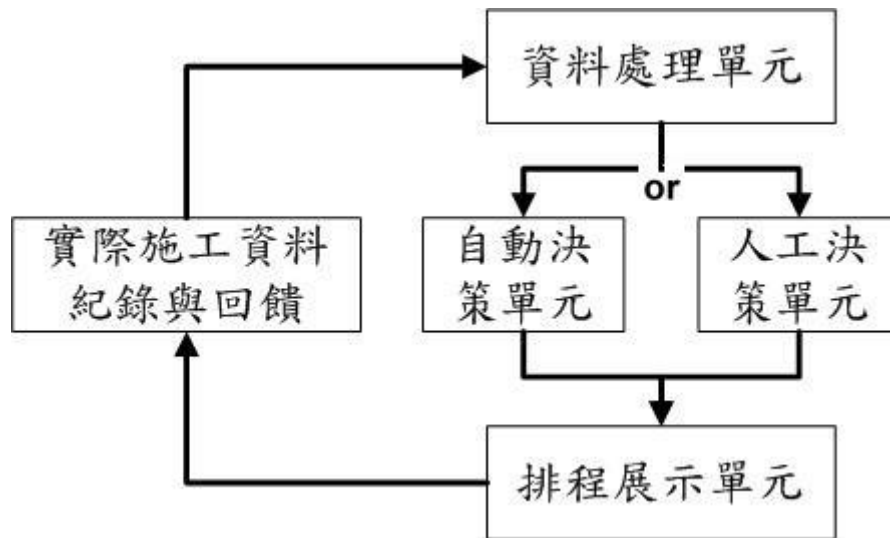 資料處理單元
or
實際施工資料
紀錄與回饋
自動決
策單元
人工決
策單元
排程展示單元